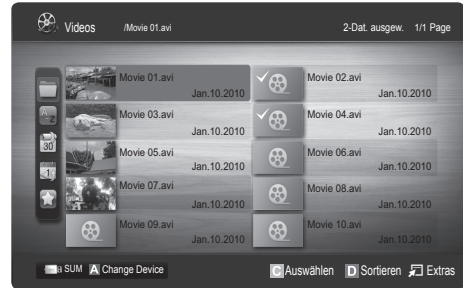 Videos /Movie 01.avi 2-Dat. ausgew. 1/1 Page
Movie 01.avi Movie 02.avi
Jan.10.2010 Jan.10.2010
Movie 03.avi Movie 04.avi
Jan.10.2010 Jan.10.2010
Movie 05.avi Movie 06.avi
Jan.10.2010 Jan.10.2010
Movie 07.avi Movie 08.avi
Jan.10.2010 Jan.10.2010
Movie 09.avi Movie 10.avi
Jan.10.2010 Jan.10.2010
a SUM A Change Device C Auswählen D Sortieren Extras